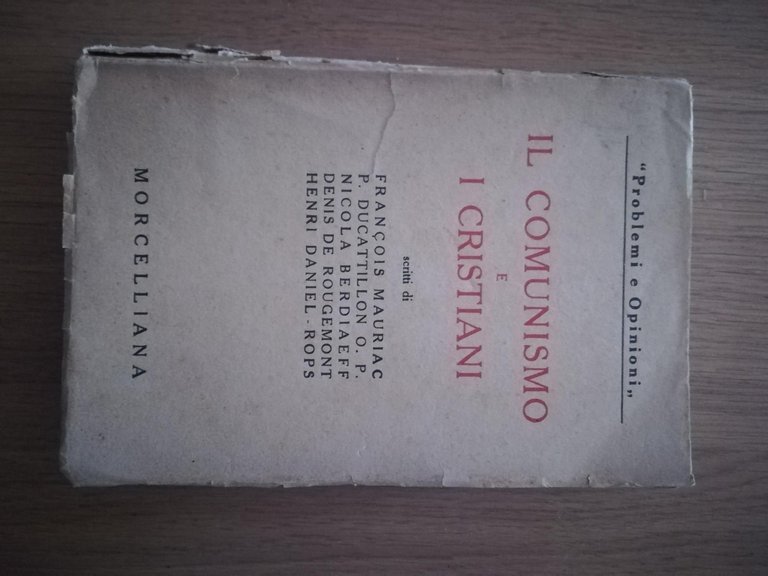 "Problemi e Opinioni„
IL COMUNISMO
E
I CRISTIANI
scritti di
FRANÇOIS MAURIAC
P. DUCATTILLON O. P.
NICOLA BERDIAEFF
DENIS DE ROUGEMONT
HENRI DANIEL-ROPS
MORCELLIANA